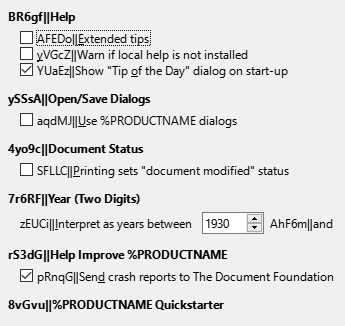 BR6gf||Help
AFEDo||Extended tips
yVGcZ||Warn if local help is not installed
YUaEz||Show "Tip of the Day" dialog on start-up
ySSsA||Open/Save Dialogs
aqdMJ||Use %PRODUCTNAME dialogs
4yo9c||Document Status
SFLLC||Printing sets "document modified" status
7r6RF||Year (Two Digits)
zEUCi||Interpret as years between 1930 AhF6m||and
rS3dG||Help Improve %PRODUCTNAME
pRnqG||Send crash reports to The Document Foundation
8vGvu||%PRODUCTNAME Quickstarter